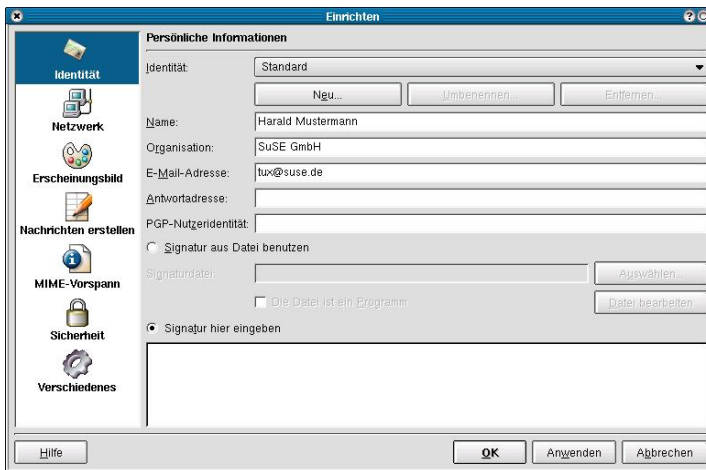 Einrichten
Identität
Netzwerk
Erscheinungsbild
Nachrichten erstellen
MIME-Vorspann
Sicherheit
Verschiedenes
Persönliche Informationen
Identität: Standard
Neu... Umbenennen... Entfernen...
Name: Harald Mustermann
Organisation: SuSE GmbH
E-Mail-Adresse: tux@suse.de
Antwortadresse:
PGP-Nutzeridentität:
Signatur aus Datei benutzen
Signaturdatei: Auswählen...
Die Datei ist ein Programm Datei bearbeiten
Signatur hier eingeben
Hilfe OK Anwenden Abbrechen